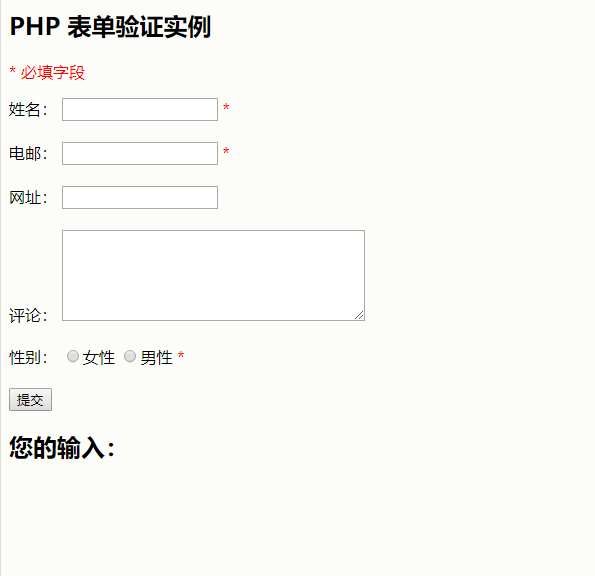 PHP 表单验证实例
* 必填字段
姓名： *
电邮： *
网址：
评论：
性别： 女性 男性 *
提交
您的输入：